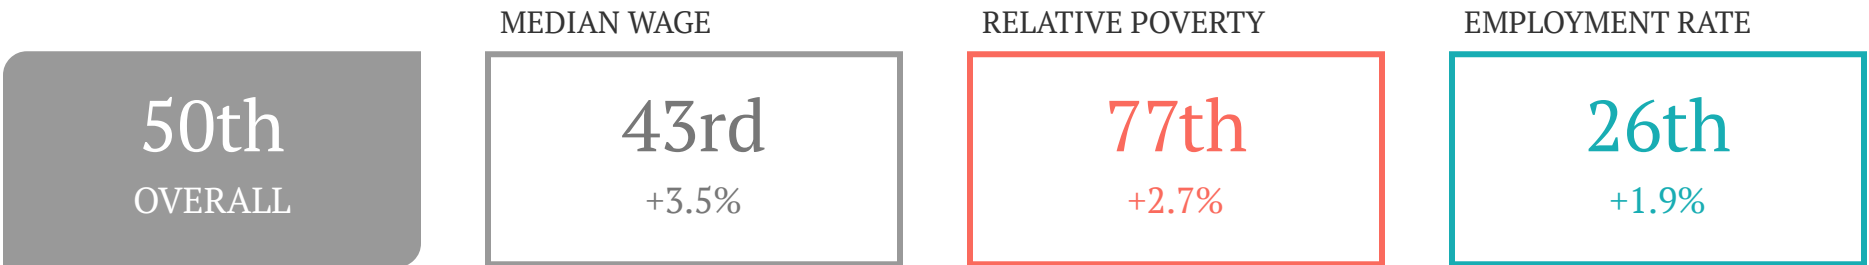 MEDIAN WAGE
RELATIVE POVERTY
EMPLOYMENT RATE
50th
OVERALL
43rd
+3.5%
77th
+2.7%
26th
+1.9%